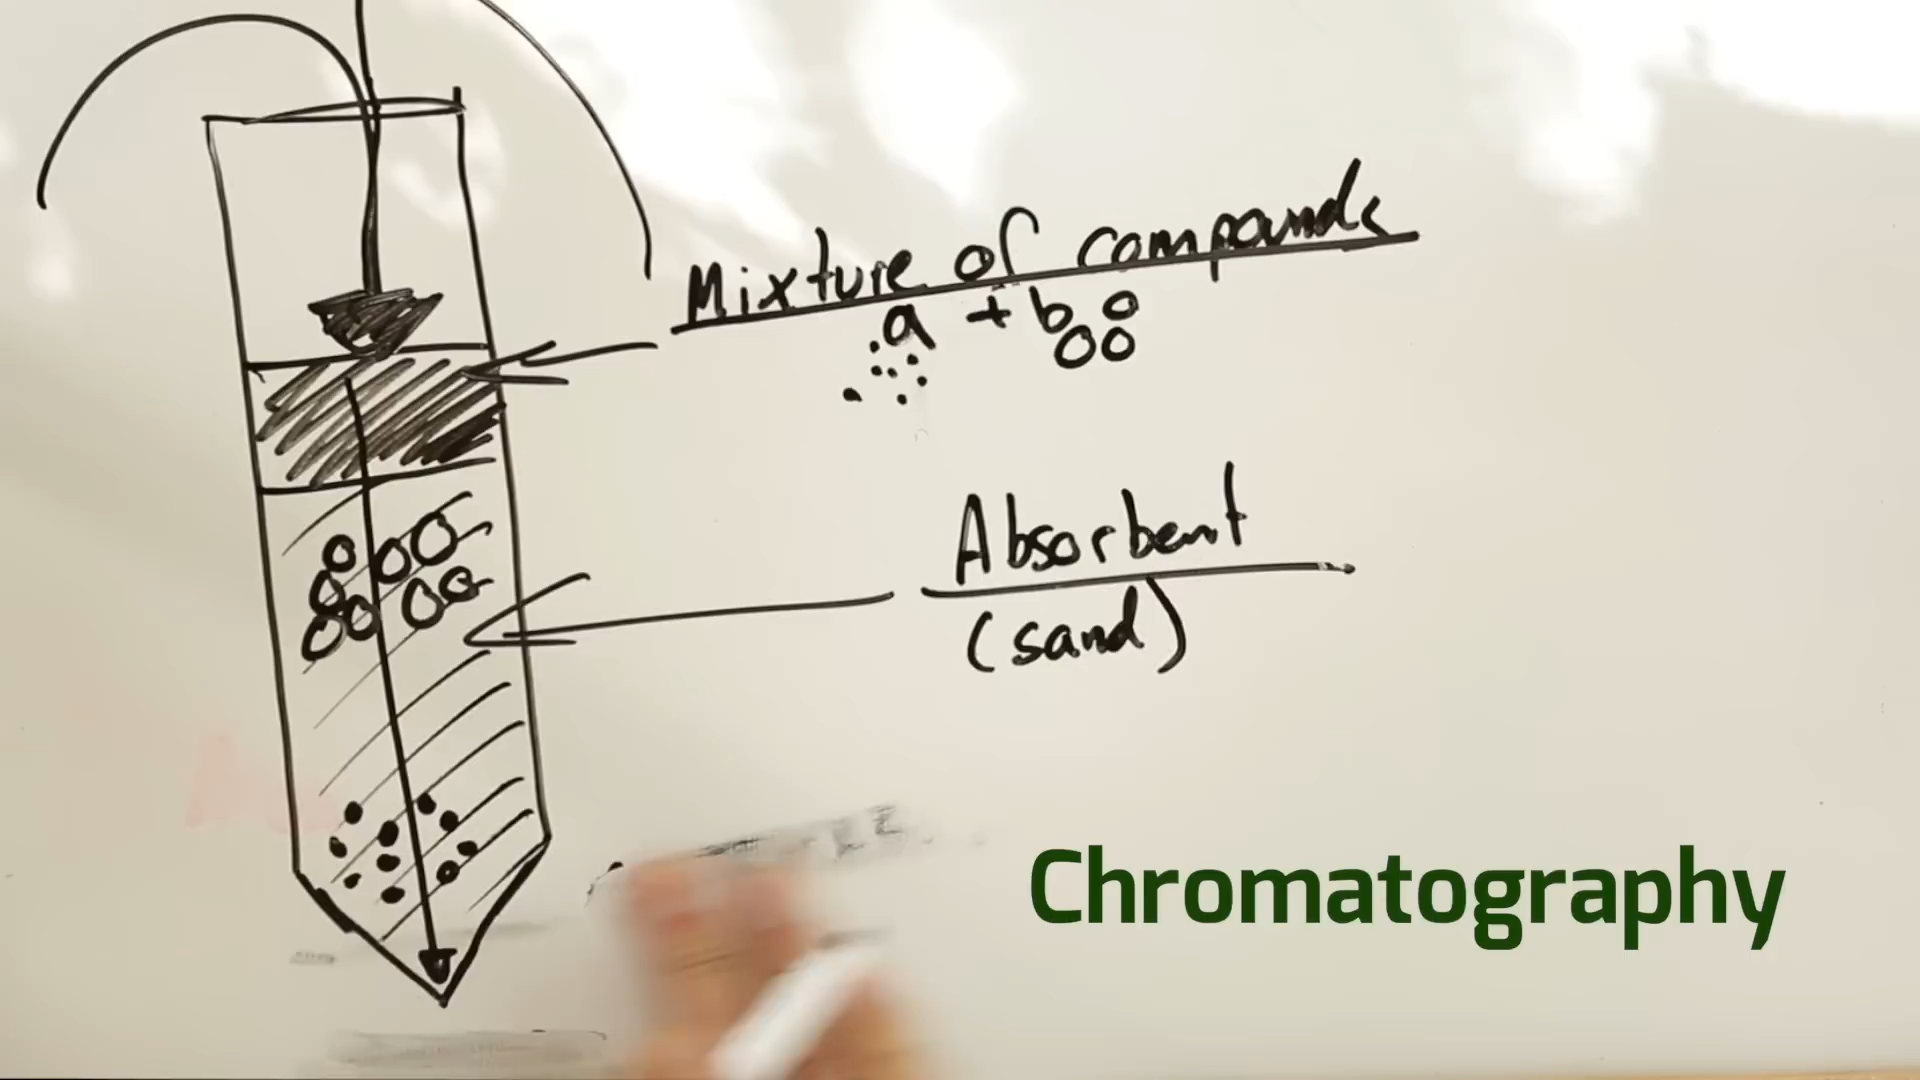 Mixture of compounds
a + b
Absorbent
(sand)
Chromatography